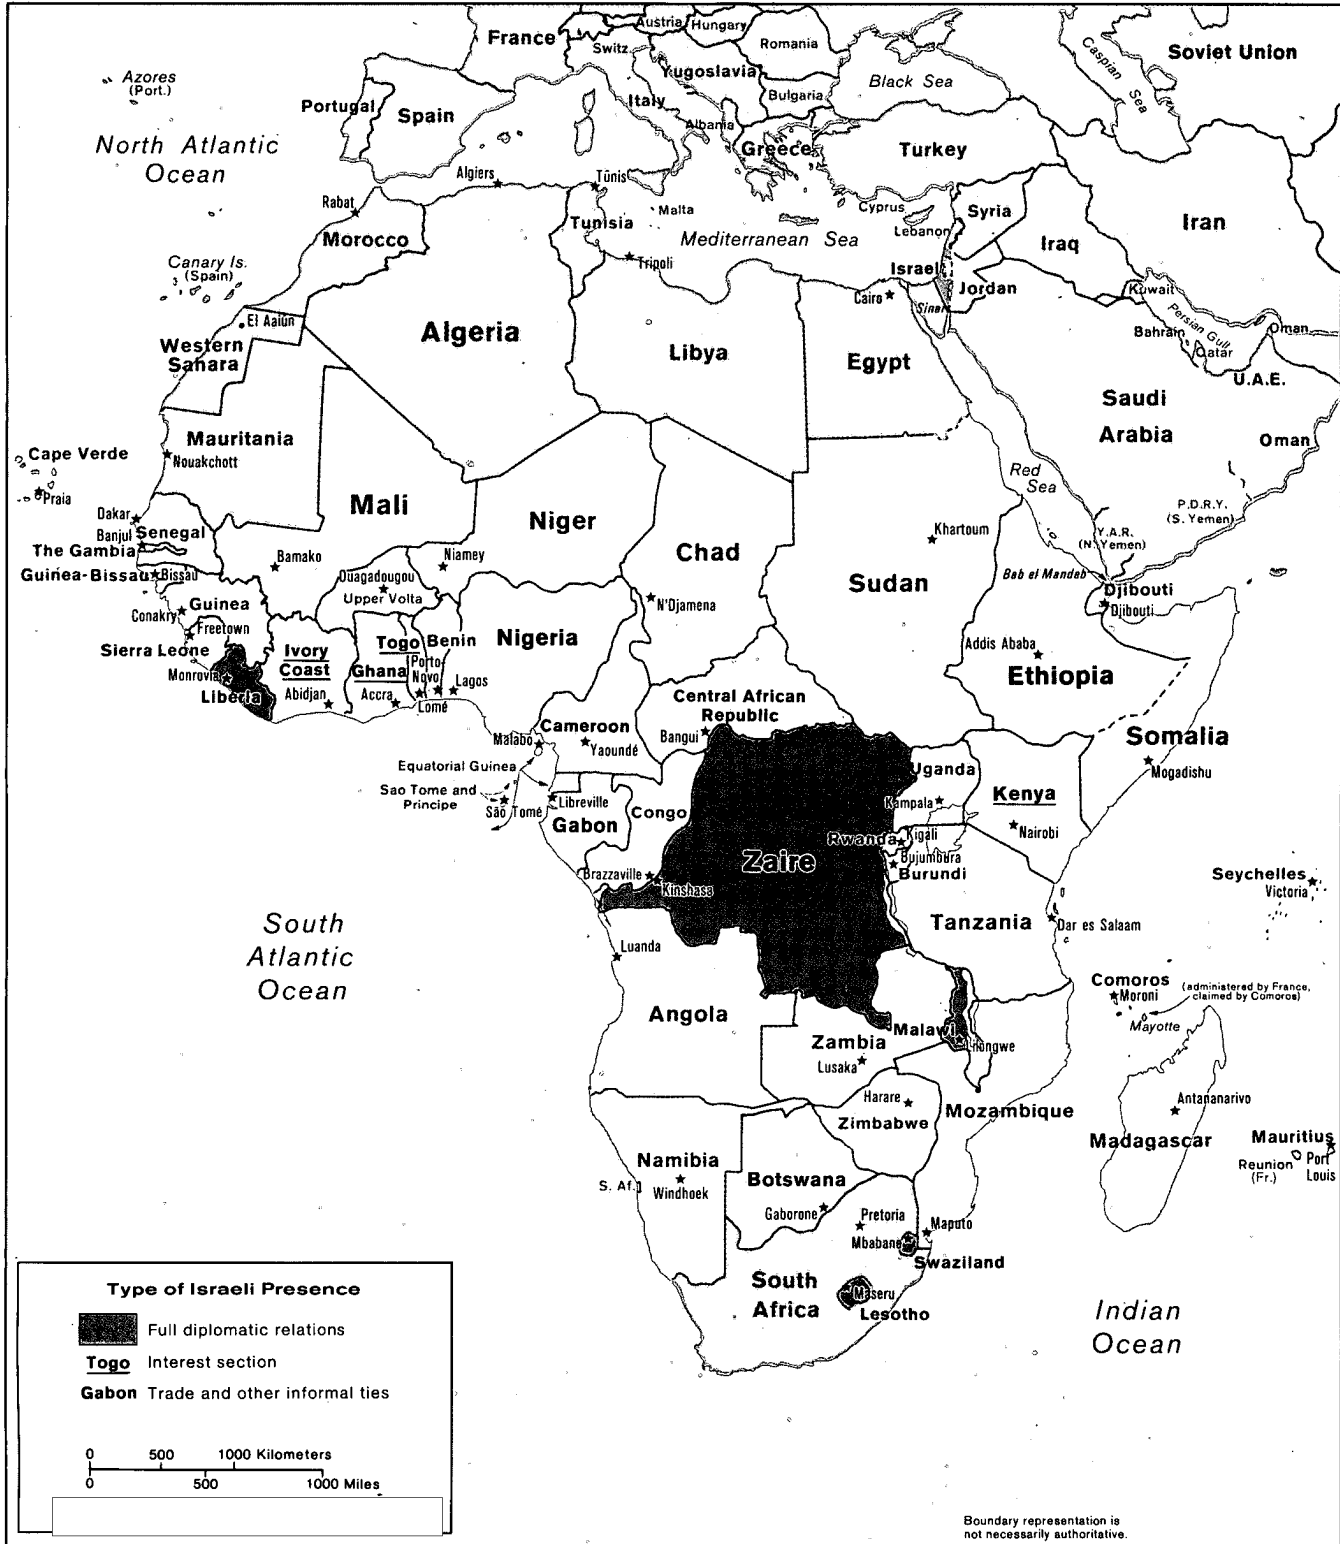 France
Austria
Hungary
Switz
Romania
Soviet Union
Azores
(Port.)
Yugoslavia
Black Sea
Caspian Sea
Portugal
Spain
Italy
Bulgaria
Albania
North Atlantic
Ocean
Greece
Turkey
Algiers
Tūnis
Rabat
Malta
Cyprus
Syria
Iran
Tunisia
Lebanon
Morocco
Mediterranean Sea
Iraq
Canary Is.
(Spain)
Tripoli
Israel
Jordan
Kuwait
Cairo
Sinai
El Aaiún
Persian Gulf
Oman
Bahrain
Qatar
Western
Sahara
Algeria
Libya
Egypt
U.A.E.
Saudi
Arabia
Mauritania
Oman
Cape Verde
Nouakchott
Praia
Red
Sea
Mali
Dakar
P.D.R.Y.
(S. Yemen)
Banjul
Senegal
Niger
Khartoum
Y.A.R.
(N. Yemen)
The Gambia
Bamako
Niamey
Chad
Guinea-Bissau
Bissau
Ouagadougou
Upper Volta
Sudan
Bab el Mandab
Djibouti
Djibouti
Conakry
Guinea
N'Djamena
Freetown
Sierra Leone
Ivory
Coast
Togo
Benin
Nigeria
Addis Ababa
Ghana
Porto-
Novo
Ethiopia
Monrovia
Liberia
Abidjan
Accra
Lomé
Lagos
Central African
Republic
Cameroon
Malabo
Yaoundé
Bangui
Somalia
Equatorial Guinea
Uganda
Mogadishu
Sao Tome and
Principe
São Tomé
Libreville
Congo
Kampala
Kenya
Gabon
Rwanda
Kigali
Nairobi
Zaire
Bujumbura
Burundi
Brazzaville
Kinshasa
Seychelles
Victoria
South
Atlantic
Ocean
Tanzania
Dar es Salaam
Luanda
Comoros
Moroni
(administered by France,
claimed by Comoros)
Mayotte
Angola
Malawi
Zambia
Lilongwe
Lusaka
Harare
Zimbabwe
Mozambique
Antananarivo
Madagascar
Mauritius
Port
Louis
Reunion
(Fr.)
Namibia
S. Af.
Windhoek
Botswana
Gaborone
Pretoria
Maputo
Mbabane
Swaziland
South
Africa
Maseru
Lesotho
Indian
Ocean
Type of Israeli Presence
Full diplomatic relations
Togo Interest section
Gabon Trade and other informal ties
0 500 1000 Kilometers
0 500 1000 Miles
Boundary representation is
not necessarily authoritative.